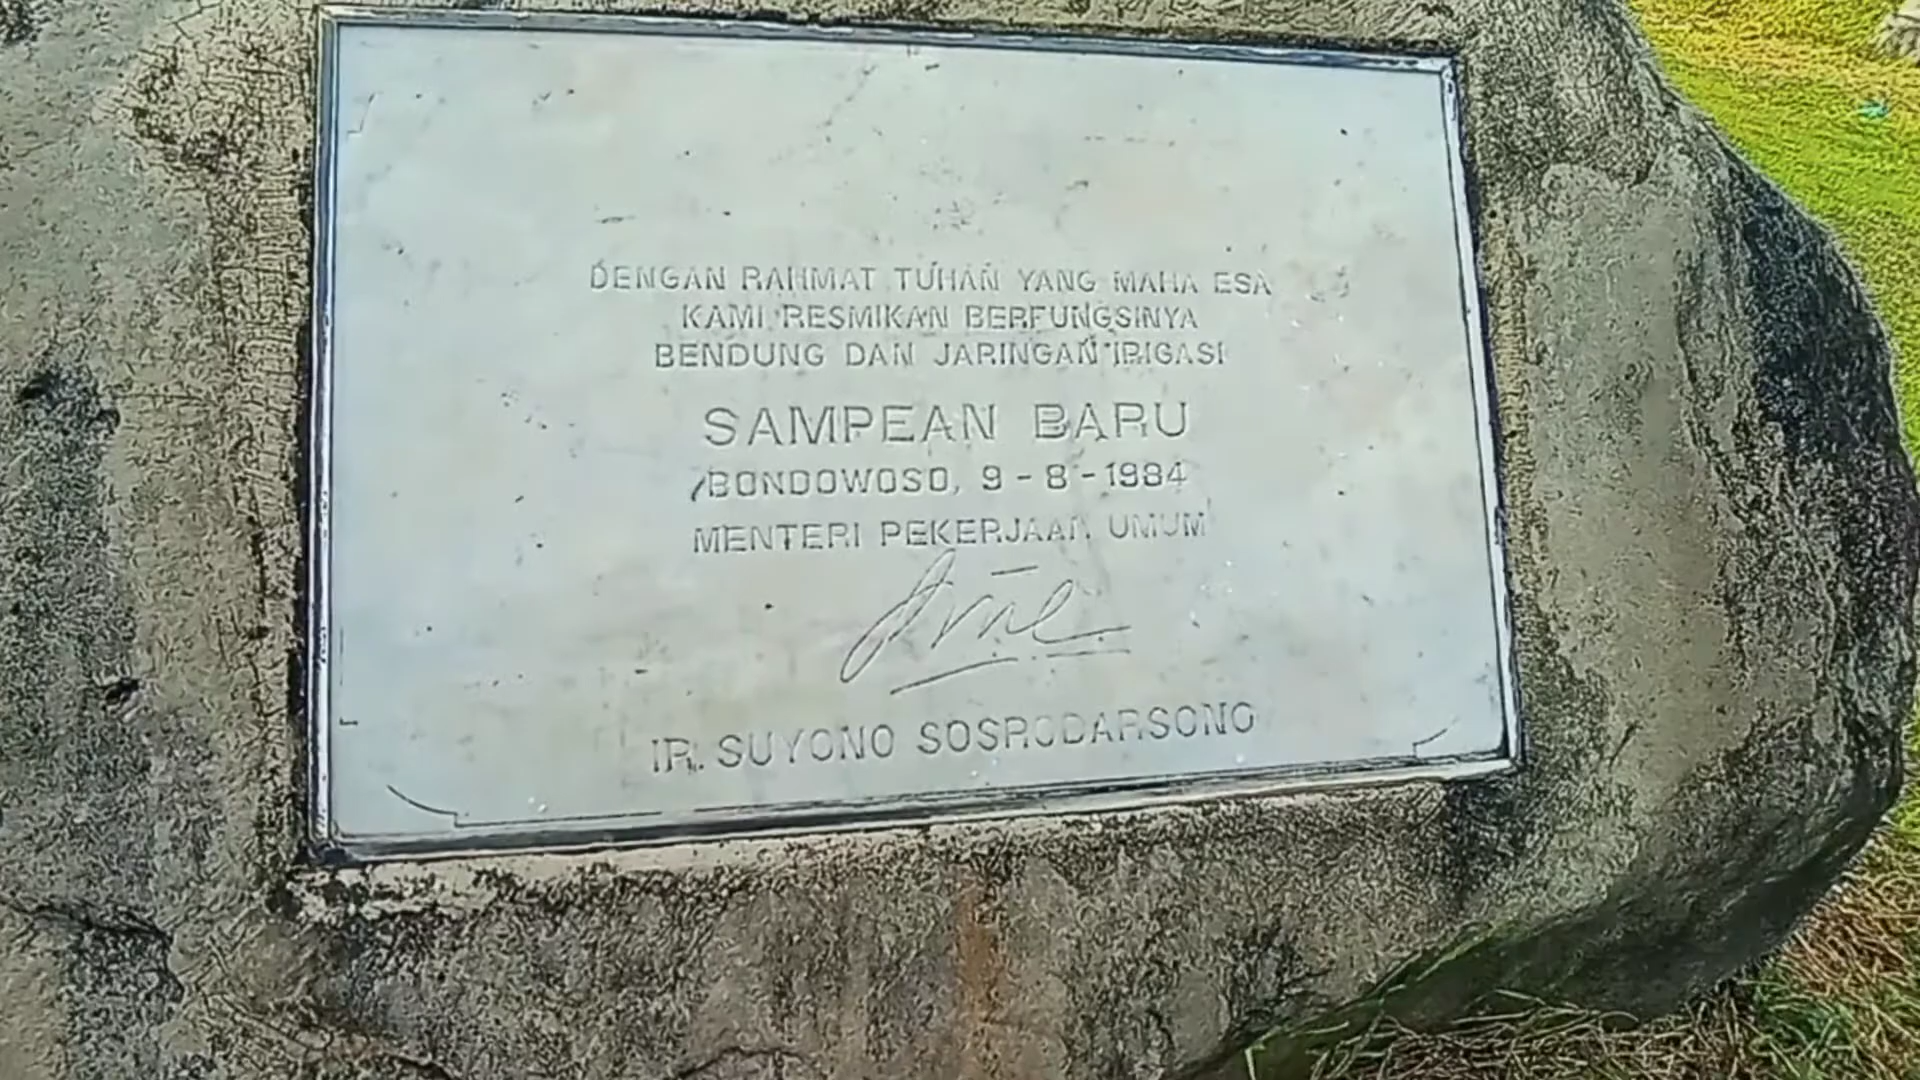 DENGAN RAHMAT TUHAN YANG MAHA ESA
KAMI RESMIKAN BERFUNGSINYA
BENDUNG DAN JARINGAN IRIGASI
SAMPEAN BARU
BONDOWOSO, 9 - 8 - 1984
MENTERI PEKERJAAN UMUM
IR. SUYONO SOSRODARSONO